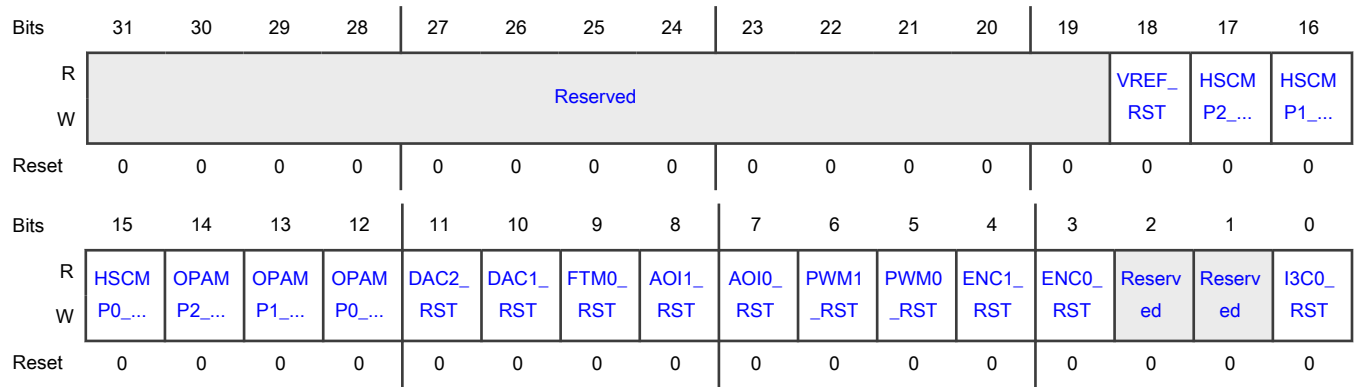 Bits 31 30 29 28 27 26 25 24 23 22 21 20 19 18 17 16
R Reserved VREF_ HSCM HSCM
W RST P2_... P1_...
Reset 0 0 0 0 0 0 0 0 0 0 0 0 0 0 0 0
Bits 15 14 13 12 11 10 9 8 7 6 5 4 3 2 1 0
R HSCM OPAM OPAM OPAM DAC2_ DAC1_ FTM0_ AOI1_ AOI0_ PWM1 PWM0 ENC1_ ENC0_ Reserv Reserv I3C0_
W P0_... P2_... P1_... P0_... RST RST RST RST RST _RST _RST RST RST ed ed RST
Reset 0 0 0 0 0 0 0 0 0 0 0 0 0 0 0 0